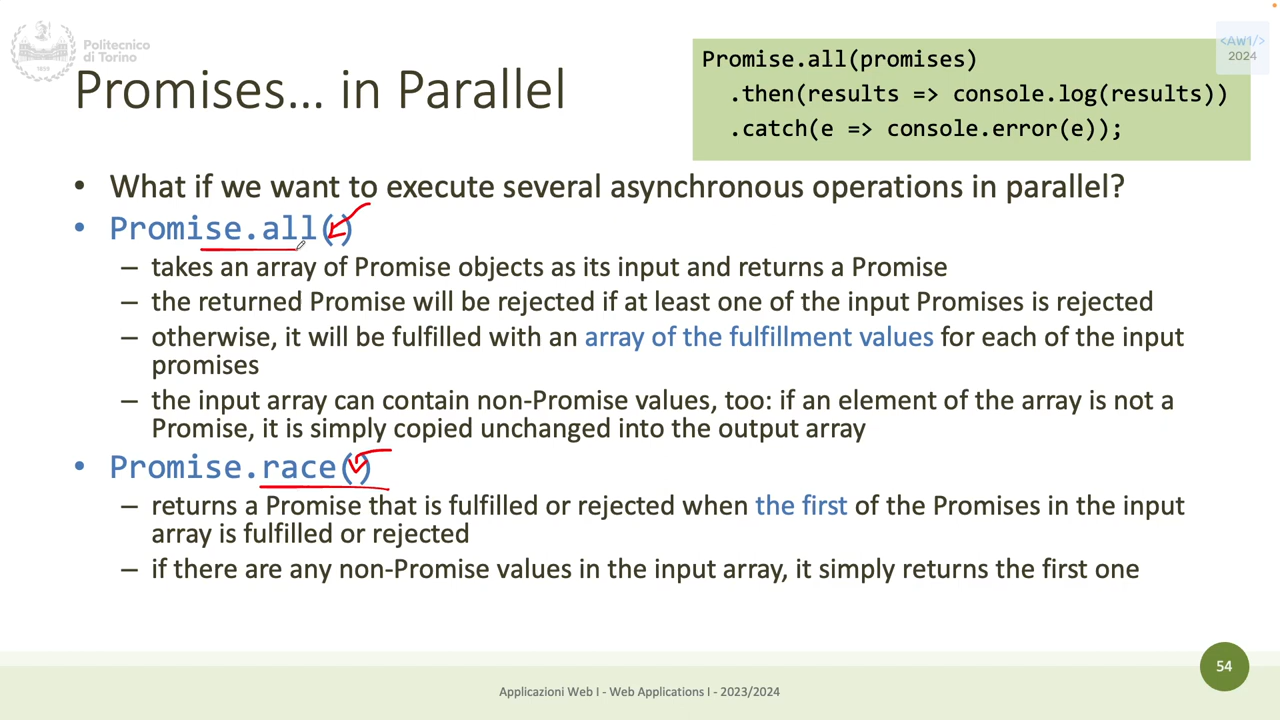 Politecnico
di Torino
1859
<AW1/>
2024
Promises… in Parallel
Promise.all(promises)
.then(results => console.log(results))
.catch(e => console.error(e));
• What if we want to execute several asynchronous operations in parallel?
• Promise.all()
– takes an array of Promise objects as its input and returns a Promise
– the returned Promise will be rejected if at least one of the input Promises is rejected
– otherwise, it will be fulfilled with an array of the fulfillment values for each of the input
promises
– the input array can contain non-Promise values, too: if an element of the array is not a
Promise, it is simply copied unchanged into the output array
• Promise.race()
– returns a Promise that is fulfilled or rejected when the first of the Promises in the input
array is fulfilled or rejected
– if there are any non-Promise values in the input array, it simply returns the first one
54
Applicazioni Web I - Web Applications I - 2023/2024